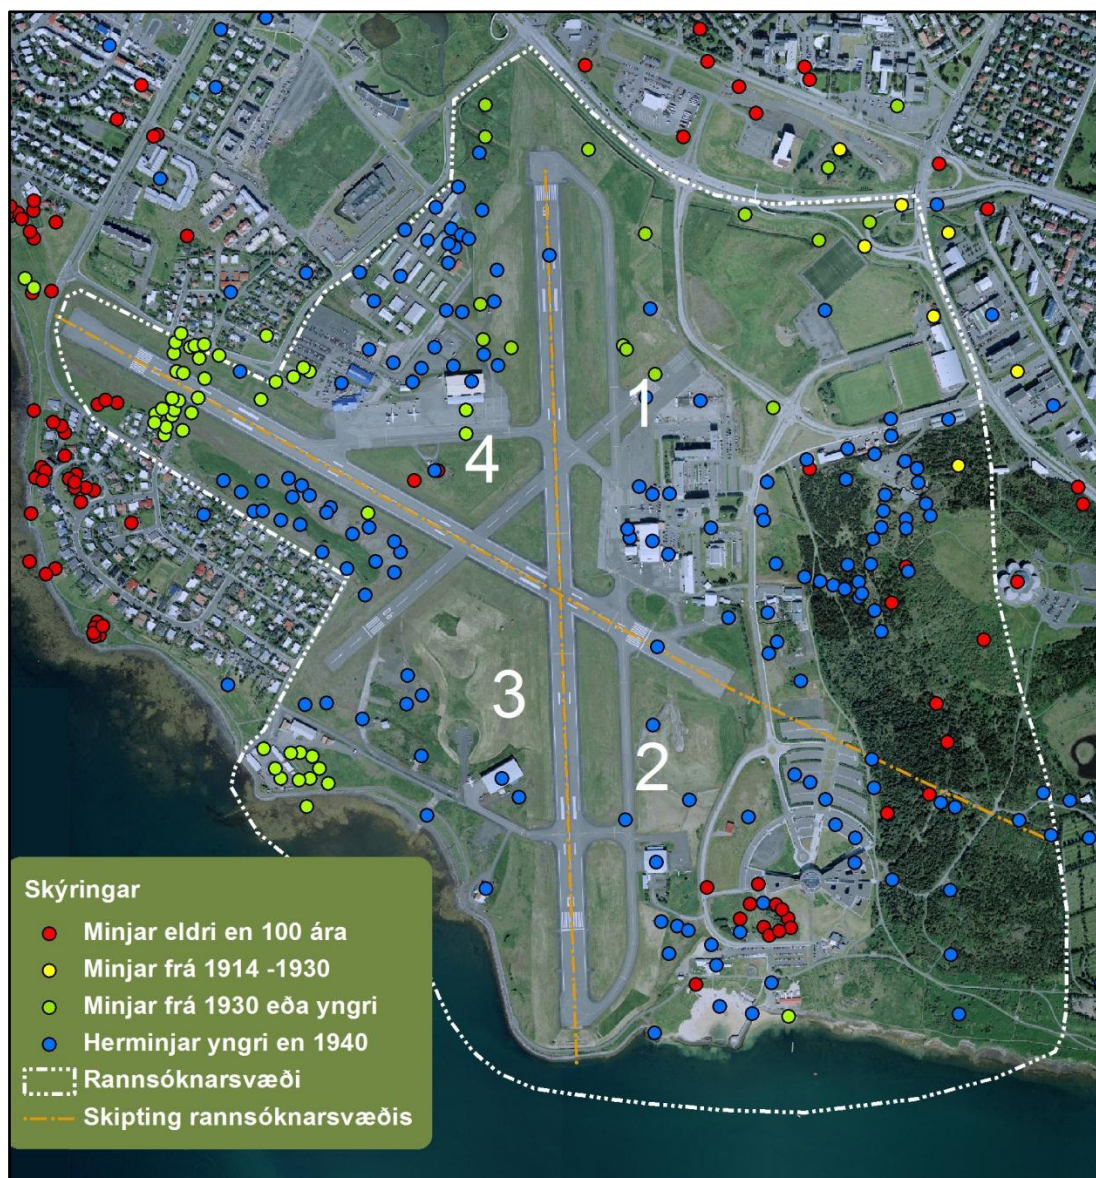 1
4
3
2
Skýringar
Minjar eldri en 100 ára
Minjar frá 1914 -1930
Minjar frá 1930 eða yngri
Herminjar yngri en 1940
Rannsóknarsvæði
Skipting rannsóknarsvæðis